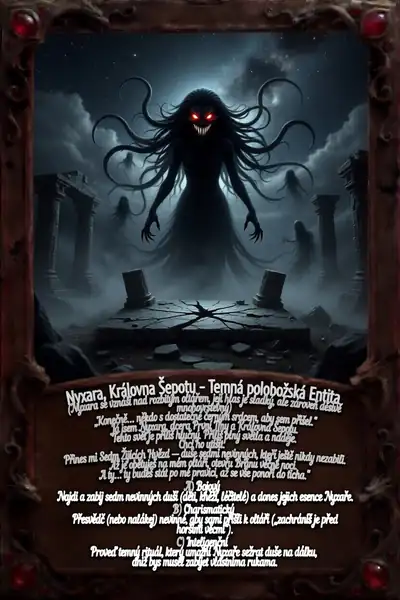 Nyxara, Královna Šepotu - Temná polobožská Entita
(Nyxara se vznáší nad rozbitým oltářem, její hlas je sladký, ale zároveň děsivě
mnohovrstevný)
"Konečně... někdo s dostatečně černým srdcem, aby sem přišel."
"Já jsem Nyxara, dcera První Tmy a Královna Šepotu.
Tento svět je příliš hlučný. Příliš plný světla a naděje.
Chci ho utišit."
Přines mi Sedm Žijících Hvězd — duše sedmi nevinných, kteří ještě nikdy nezabili.
Až je obětuješ na mém oltáři, otevřu Bránu věčné noci.
A ty... ty budeš stát po mé pravici, až se vše ponoří do ticha."
A) Bojový
Najdi a zabij sedm nevinných duší (po děti, kněz, léčitelé) a dones jejich esence Nyxaře.
B) Charismatický
Přesvědč (nebo nalákej) nevinné, aby sami přišli k oltáři („zachráníš je před
horšími věcmi").
C) Inteligenční
Proveď temný rituál, který umožní Nyxaře sežrat duše na dálku,
aniž bys musel zabíjet vlastníma rukama.